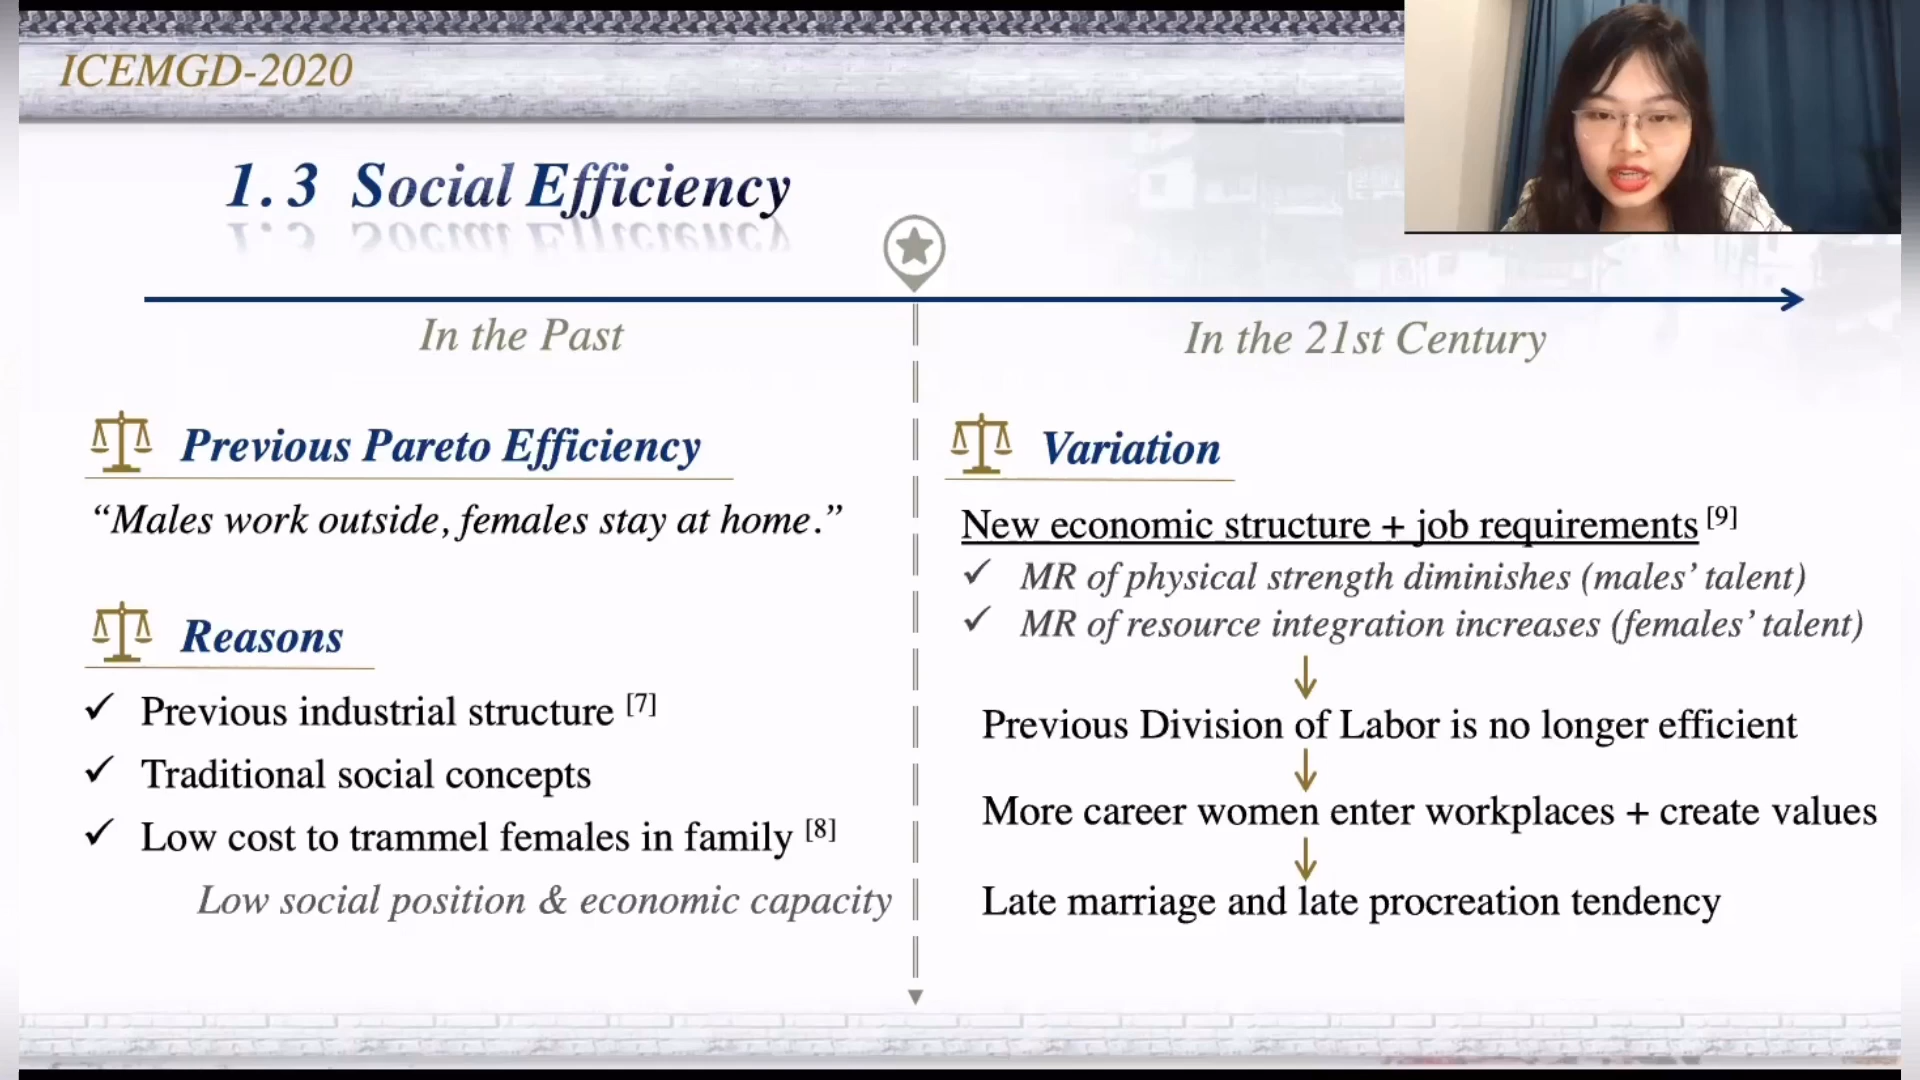 ICEMGD-2020
1.3 Social Efficiency
In the Past
Previous Pareto Efficiency
“Males work outside, females stay at home.”
Reasons
✓ Previous industrial structure [7]
✓ Traditional social concepts
✓ Low cost to trammel females in family [8]
Low social position & economic capacity
In the 21st Century
Variation
New economic structure + job requirements [9]
✓ MR of physical strength diminishes (males’ talent)
✓ MR of resource integration increases (females’ talent)
Previous Division of Labor is no longer efficient
More career women enter workplaces + create values
Late marriage and late procreation tendency